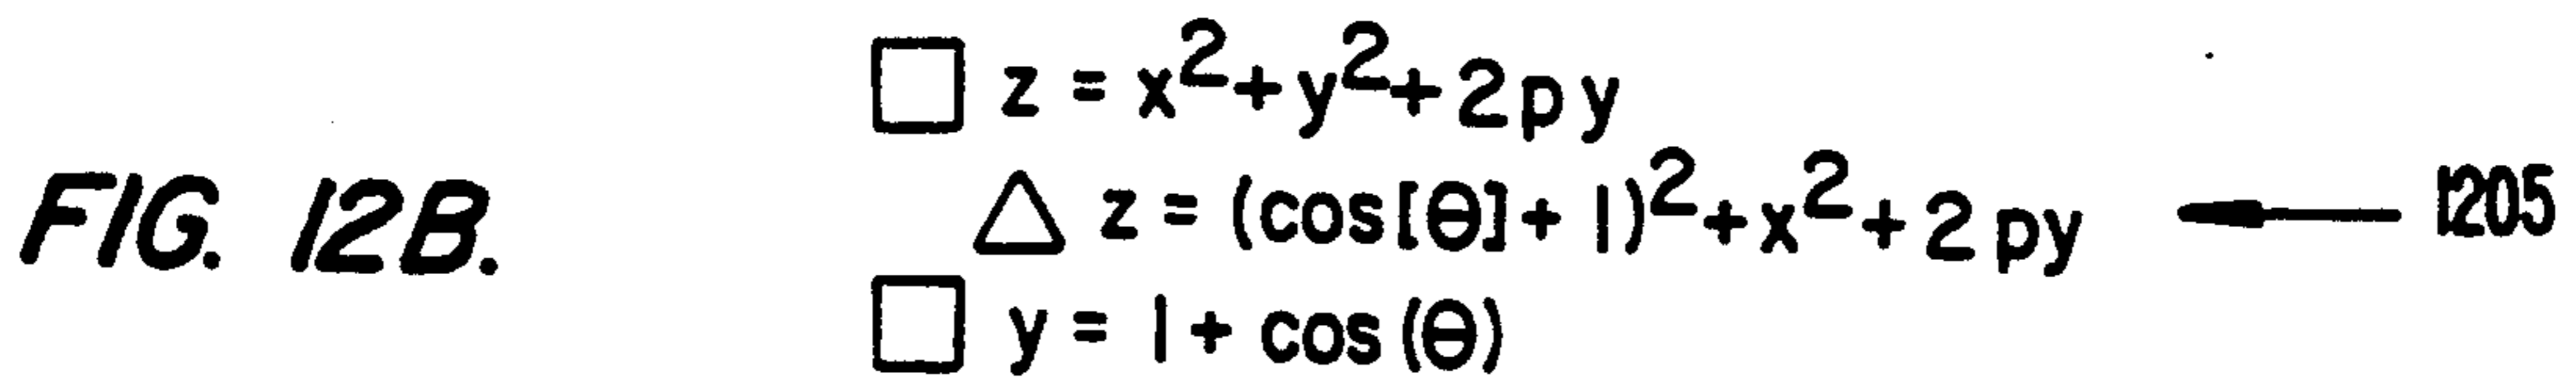 □ z = x²+y²+2py
FIG. 12B. △ z = (cos[θ]+1)²+x²+2py ← 1205
□ y = 1+cos(θ)